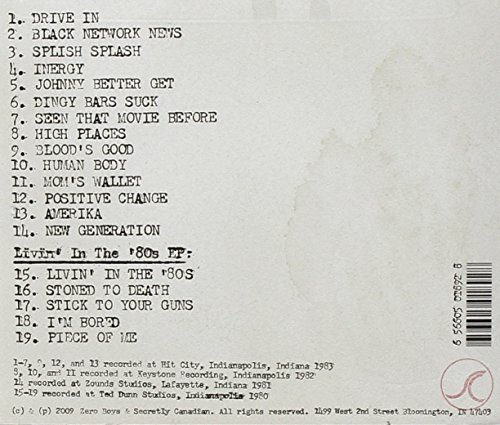 1. DRIVE IN
2. BLACK NETWORK NEWS
3. SPLISH SPLASH
4. INERGY
5. JOHNNY BETTER GET
6. DINGY BARS SUCK
7. SEEN THAT MOVIE BEFORE
8. HIGH PLACES
9. BLOOD'S GOOD
10. HUMAN BODY
11. MOM'S WALLET
12. POSITIVE CHANGE
13. AMERIKA
14. NEW GENERATION
Livin' In The '80s EP:
15. LIVIN' IN THE '80S
16. STONED TO DEATH
17. STICK TO YOUR GUNS
18. I'M BORED
19. PIECE OF ME
1-7, 9, 12, and 13 recorded at Hit City, Indianapolis, Indiana 1983
8, 10, and 11 recorded at Keystone Recording, Indianapolis 1982
14 recorded at Zounds Studios, Lafayette, Indiana 1981
15-19 recorded at Ted Dunn Studios, Indianapolis 1980
(c) & (p) 2009 Zero Boys & Secretly Canadian. All rights reserved. 1499 West 2nd Street Bloomington, IN 47403
6 56605 01892 8